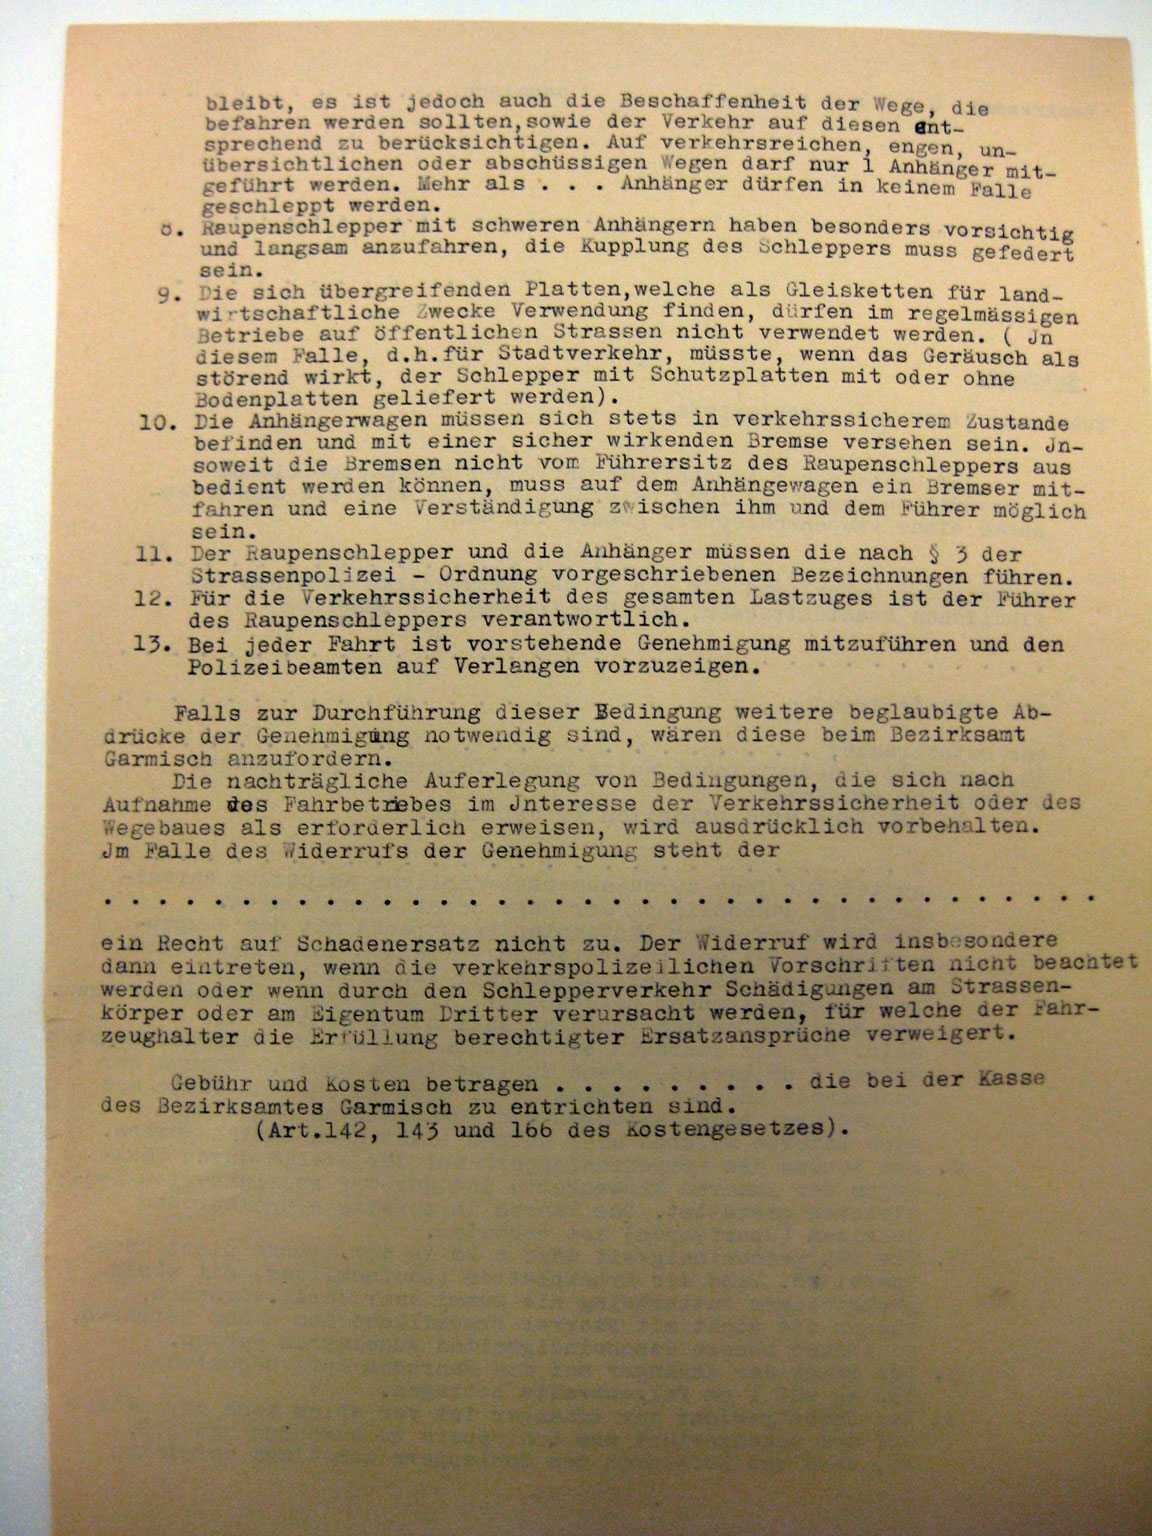 bleibt, es ist jedoch auch die Beschaffenheit der Wege, die
befahren werden sollten,sowie der Verkehr auf diesen ent-
sprechend zu berücksichtigen. Auf verkehrsreichen, engen, un-
übersichtlichen oder abschüssigen Wegen darf nur 1 Anhänger mit-
geführt werden. Mehr als . . . Anhänger dürfen in keinem Falle
geschleppt werden.
8. Raupenschlepper mit schweren Anhängern haben besonders vorsichtig
und langsam anzufahren, die Kupplung des Schleppers muss gefedert
sein.
9. Die sich übergreifenden Platten,welche als Gleisketten für land-
wirtschaftliche Zwecke Verwendung finden, dürfen im regelmässigen
Betriebe auf öffentlichen Strassen nicht verwendet werden. ( Jn
diesem Falle, d.h.für Stadtverkehr, müsste, wenn das Geräusch als
störend wirkt, der Schlepper mit Schutzplatten mit oder ohne
Bodenplatten geliefert werden).
10. Die Anhängerwagen müssen sich stets in verkehrssicherem Zustande
befinden und mit einer sicher wirkenden Bremse versehen sein. Jn-
soweit die Bremsen nicht vom Führersitz des Raupenschleppers aus
bedient werden können, muss auf dem Anhängewagen ein Bremser mit-
fahren und eine Verständigung zwischen ihm und dem Führer möglich
sein.
11. Der Raupenschlepper und die Anhänger müssen die nach § 3 der
Strassenpolizei - Ordnung vorgeschriebenen Bezeichnungen führen.
12. Für die Verkehrssicherheit des gesamten Lastzuges ist der Führer
des Raupenschleppers verantwortlich.
13. Bei jeder Fahrt ist vorstehende Genehmigung mitzuführen und den
Polizeibeamten auf Verlangen vorzuzeigen.
Falls zur Durchführung dieser Bedingung weitere beglaubigte Ab-
drücke der Genehmigung notwendig sind, wären diese beim Bezirksamt
Garmisch anzufordern.
Die nachträgliche Auferlegung von Bedingungen, die sich nach
Aufnahme des Fahrbetriebes im Jnteresse der Verkehrssicherheit oder des
Wegebaues als erforderlich erweisen, wird ausdrücklich vorbehalten.
Jm Falle des Widerrufs der Genehmigung steht der
. . . . . . . . . . . . . . . . . . . . . . . . . . . . . . . . . . . .
ein Recht auf Schadenersatz nicht zu. Der Widerruf wird insbesondere
dann eintreten, wenn die verkehrspolizeilichen Vorschriften nicht beachtet
werden oder wenn durch den Schlepperverkehr Schädigungen am Strassen-
körper oder am Eigentum Dritter verursacht werden, für welche der Fahr-
zeughalter die Erfüllung berechtigter Ersatzansprüche verweigert.
Gebühr und Kosten betragen . . . . . . . . . die bei der Kasse
des Bezirksamtes Garmisch zu entrichten sind.
(Art.142, 143 und 166 des Kostengesetzes).